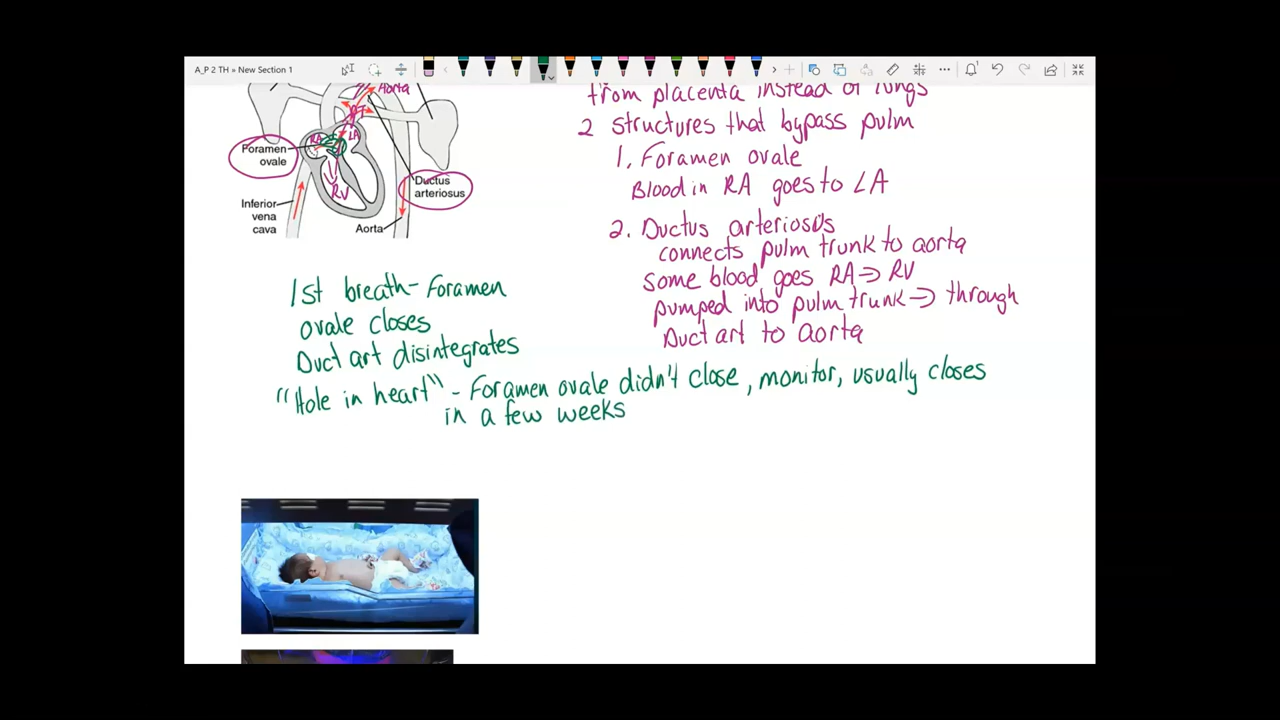 A_P 2 TH » New Section 1
Aorta
RA
LA
Foramen
ovale
RV
Ductus
arteriosus
Inferior
vena
cava
Aorta
from placenta instead of lungs
2 structures that bypass pulm
1. Foramen ovale
Blood in RA goes to LA
2. Ductus arteriosus
connects pulm trunk to aorta
some blood goes RA => RV
pumped into pulm trunk => through
Duct art to aorta
1st breath - Foramen
ovale closes
Duct art disintegrates
"Hole in heart" - Foramen ovale didn't close, monitor, usually closes
in a few weeks